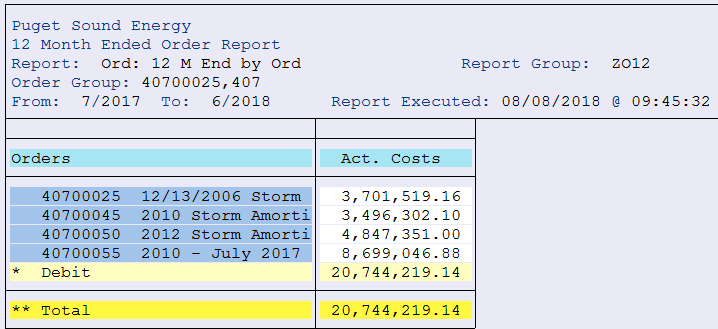 Puget Sound Energy
12 Month Ended Order Report
Report: Ord: 12 M End by Ord Report Group: ZO12
Order Group: 40700025,407
From: 7/2017 To: 6/2018 Report Executed: 08/08/2018 @ 09:45:32
Orders Act. Costs
40700025 12/13/2006 Storm 3,701,519.16
40700045 2010 Storm Amorti 3,496,302.10
40700050 2012 Storm Amorti 4,847,351.00
40700055 2010 - July 2017 8,699,046.88
* Debit 20,744,219.14
** Total 20,744,219.14